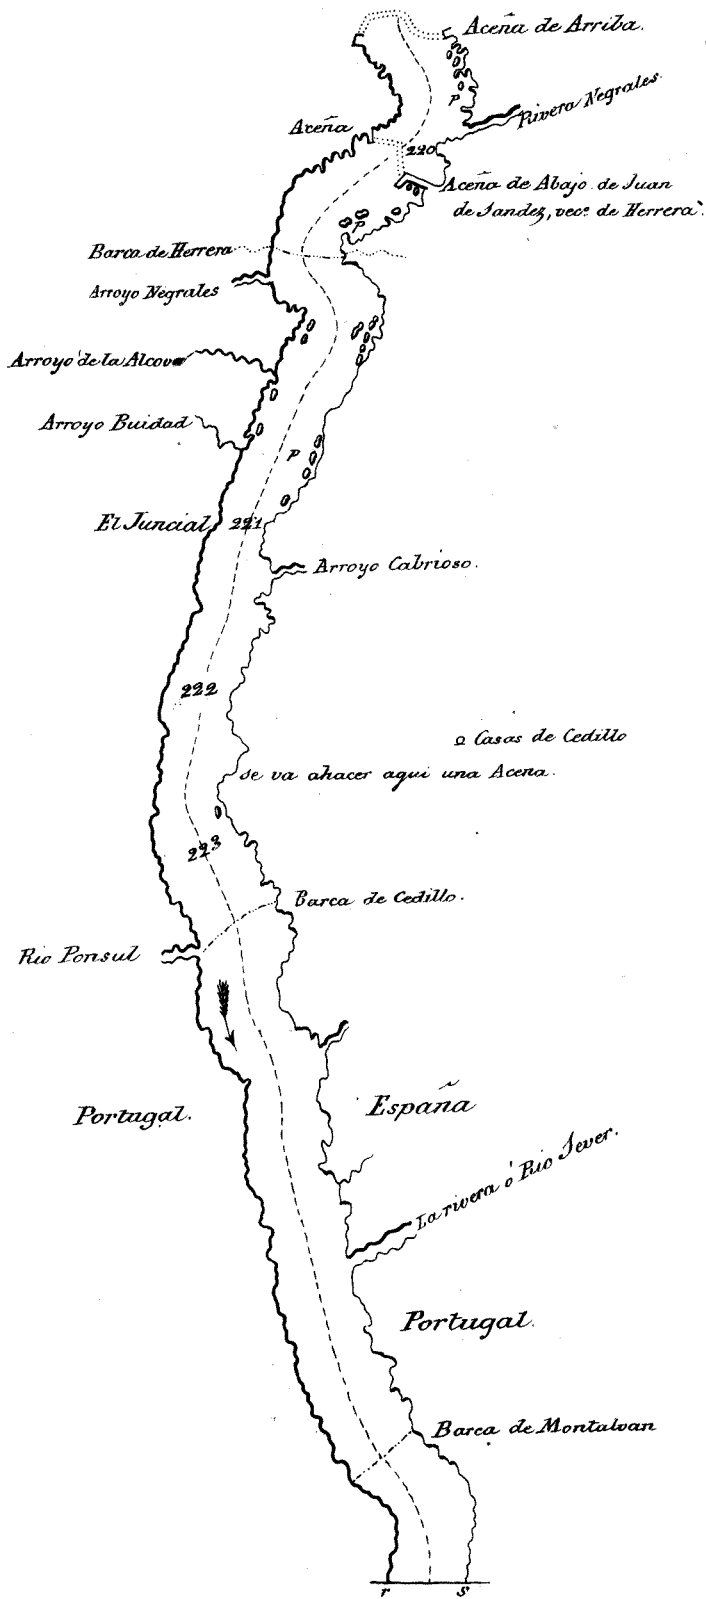 Aceña de Arriba.
P
Rivera Negrales.
Aceña
220
Aceña de Abajo de Juan
de Sandez, vecº. de Herrera.
P
Barca de Herrera
Arroyo Negrales
Arroyo de la Alcov
Arroyo Buidad
P
El Juncial
221
Arroyo Cabrioso.
222
Casas de Cedillo
se va ahacer aqui una Acena.
223
Barca de Cedillo.
Rio Ponsul
Portugal.
España
La rivera ó Rio Sever.
Portugal.
Barca de Montalvan
r s